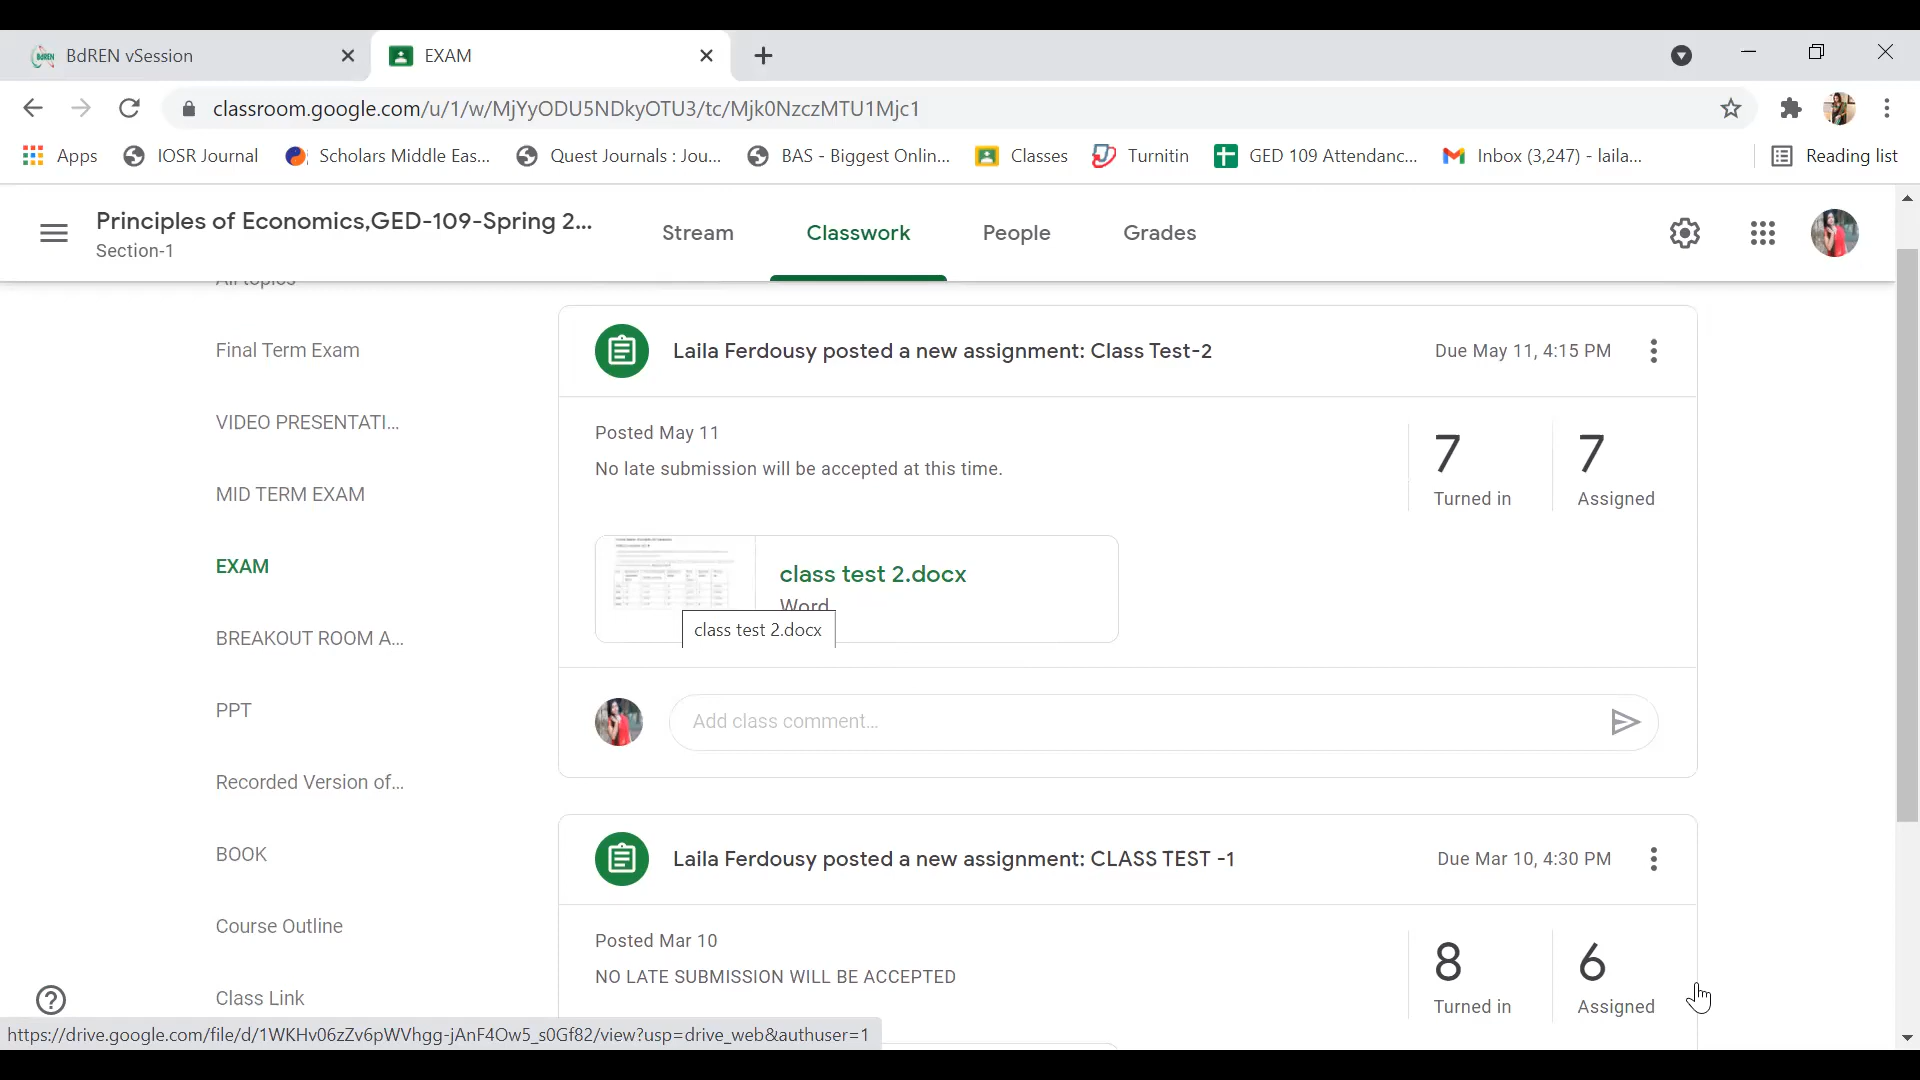 BdREN vSession
EXAM
classroom.google.com/u/1/w/MjYyODU5NDkyOTU3/tc/Mjk0NzczMTU1Mjc1
Apps
IOSR Journal
Scholars Middle Eas...
Quest Journals : Jou...
BAS - Biggest Onlin...
Classes
Turnitin
GED 109 Attendanc...
Inbox (3,247) - laila...
Reading list
Principles of Economics,GED-109-Spring 2...
Section-1
Stream
Classwork
People
Grades
All topics
Final Term Exam
VIDEO PRESENTATI...
MID TERM EXAM
EXAM
BREAKOUT ROOM A...
PPT
Recorded Version of...
BOOK
Course Outline
Class Link
Laila Ferdousy posted a new assignment: Class Test-2
Due May 11, 4:15 PM
Posted May 11
No late submission will be accepted at this time.
7
Turned in
7
Assigned
class test 2.docx
Word
class test 2.docx
Add class comment...
Laila Ferdousy posted a new assignment: CLASS TEST -1
Due Mar 10, 4:30 PM
Posted Mar 10
NO LATE SUBMISSION WILL BE ACCEPTED
8
Turned in
6
Assigned
https://drive.google.com/file/d/1WKHv06zZv6pWVhgg-jAnF4Ow5_s0Gf82/view?usp=drive_web&authuser=1